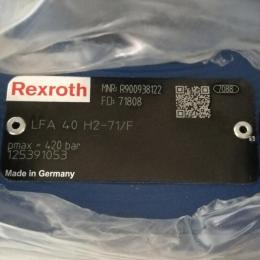 Rexroth
MNR: R900938122
FD: 71808
7088
LFA 40 H2-71/F
pmax = 420 bar
125391053
Made in Germany